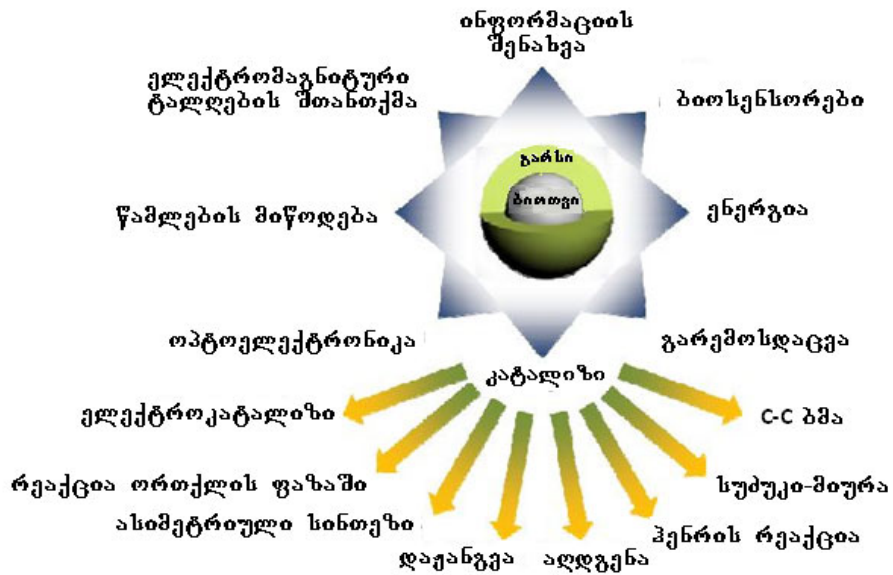 ინფორმაციის
შენახვა
ელექტრომაგნიტური
ტალღების შთანთქმა
ბიოსენსორები
გარსი
ბირთვი
წამლების მიწოდება
ენერგია
ოპტოელექტრონიკა
გარემოსდაცვა
კატალიზი
ელექტროკატალიზი
C-C ბმა
რეაქცია ორთქლის ფაზაში
სუძუკი-მიურა
ასიმეტრიული სინთეზი
ჰენრის რეაქცია
დაჟანგვა
აღდგენა